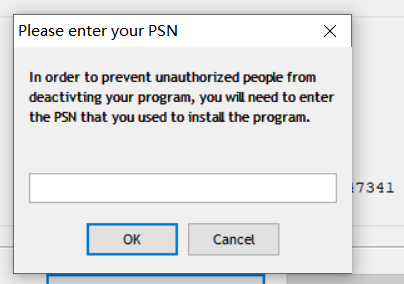 Please enter your PSN
In order to prevent unauthorized people from
deactivting your program, you will need to enter
the PSN that you used to install the program.
47341
OK
Cancel